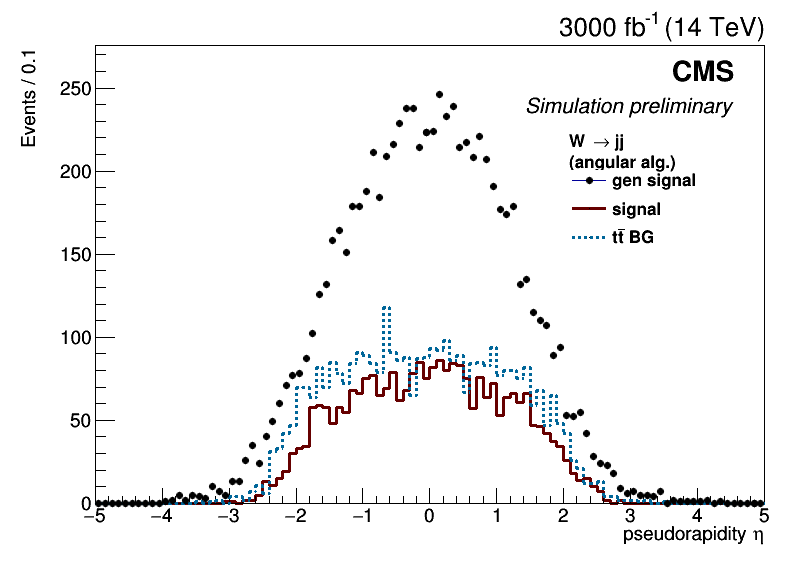 3000 fb⁻¹ (14 TeV)
Events / 0.1
CMS
Simulation preliminary
W → jj
(angular alg.)
gen signal
signal
tt̄ BG
250
200
150
100
50
0
−5 −4 −3 −2 −1 0 1 2 3 4 5
pseudorapidity η